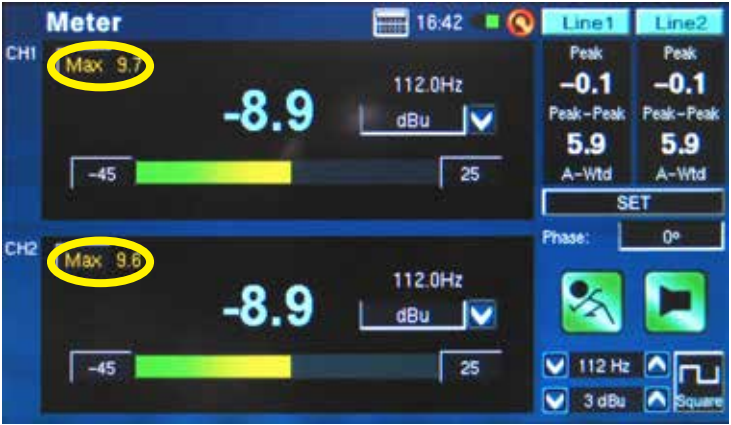 Meter
16:42
Line1 Line2
CH1
Max 9.7
-8.9
112.0Hz
dBu
-45
25
Peak Peak
-0.1 -0.1
Peak-Peak Peak-Peak
5.9 5.9
A-Wtd A-Wtd
SET
Phase: 0º
CH2
Max 9.6
-8.9
112.0Hz
dBu
-45
25
112 Hz
3 dBu
Square